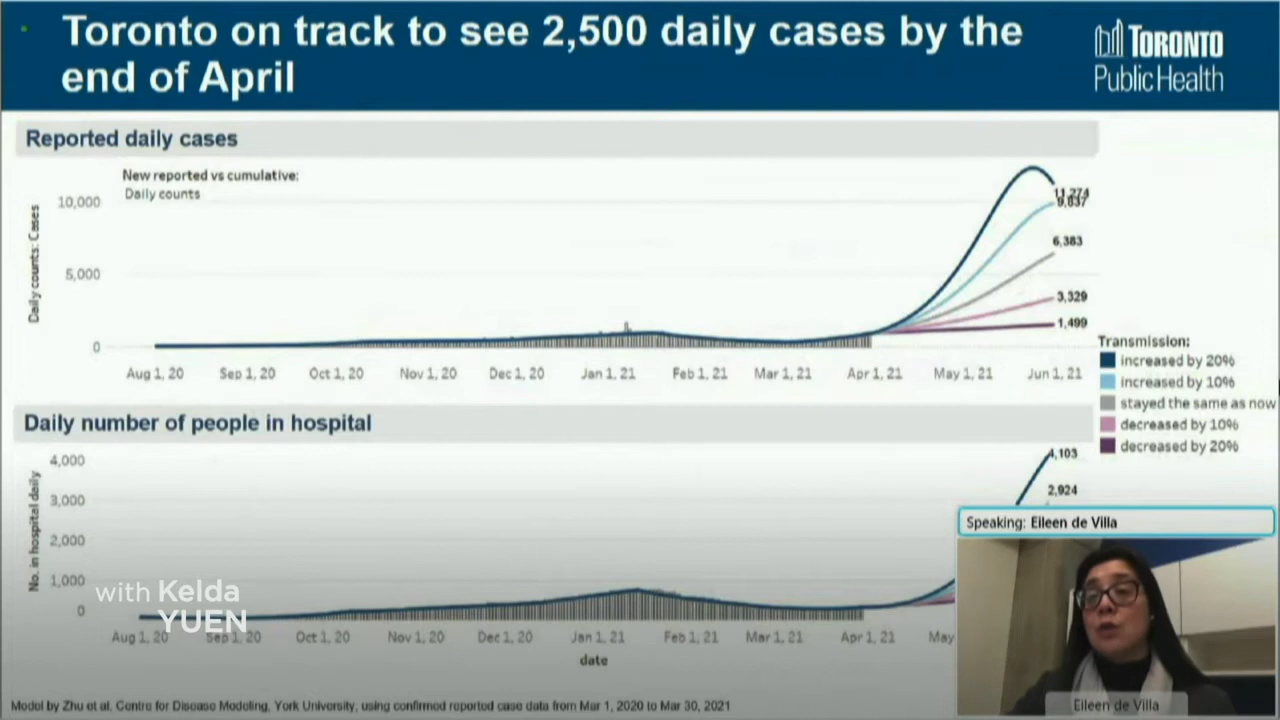 Toronto on track to see 2,500 daily cases by the
end of April
TORONTO
Public Health
Reported daily cases
New reported vs cumulative:
Daily counts
Daily counts: Cases
10,000
5,000
0
11,274
9,837
6,383
3,329
1,499
Aug 1, 20 Sep 1, 20 Oct 1, 20 Nov 1, 20 Dec 1, 20 Jan 1, 21 Feb 1, 21 Mar 1, 21 Apr 1, 21 May 1, 21 Jun 1, 21
Transmission:
increased by 20%
increased by 10%
stayed the same as now
decreased by 10%
decreased by 20%
Daily number of people in hospital
No. in hospital daily
4,000
3,000
2,000
1,000
0
4,103
2,924
with Kelda
YUEN
Aug 1, 20 Sep 1, 20 Oct 1, 20 Nov 1, 20 Dec 1, 20 Jan 1, 21 Feb 1, 21 Mar 1, 21 Apr 1, 21 May
date
Speaking: Eileen de Villa
Eileen de Villa
Model by Zhu et al. Centre for Disease Modeling, York University, using confirmed reported case data from Mar 1, 2020 to Mar 30, 2021